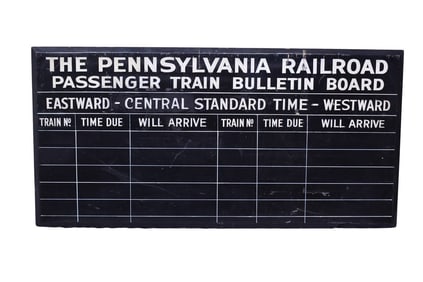 THE PENNSYLVANIA RAILROAD
PASSENGER TRAIN BULLETIN BOARD
EASTWARD - CENTRAL STANDARD TIME - WESTWARD
TRAIN Nº TIME DUE WILL ARRIVE TRAIN Nº TIME DUE WILL ARRIVE